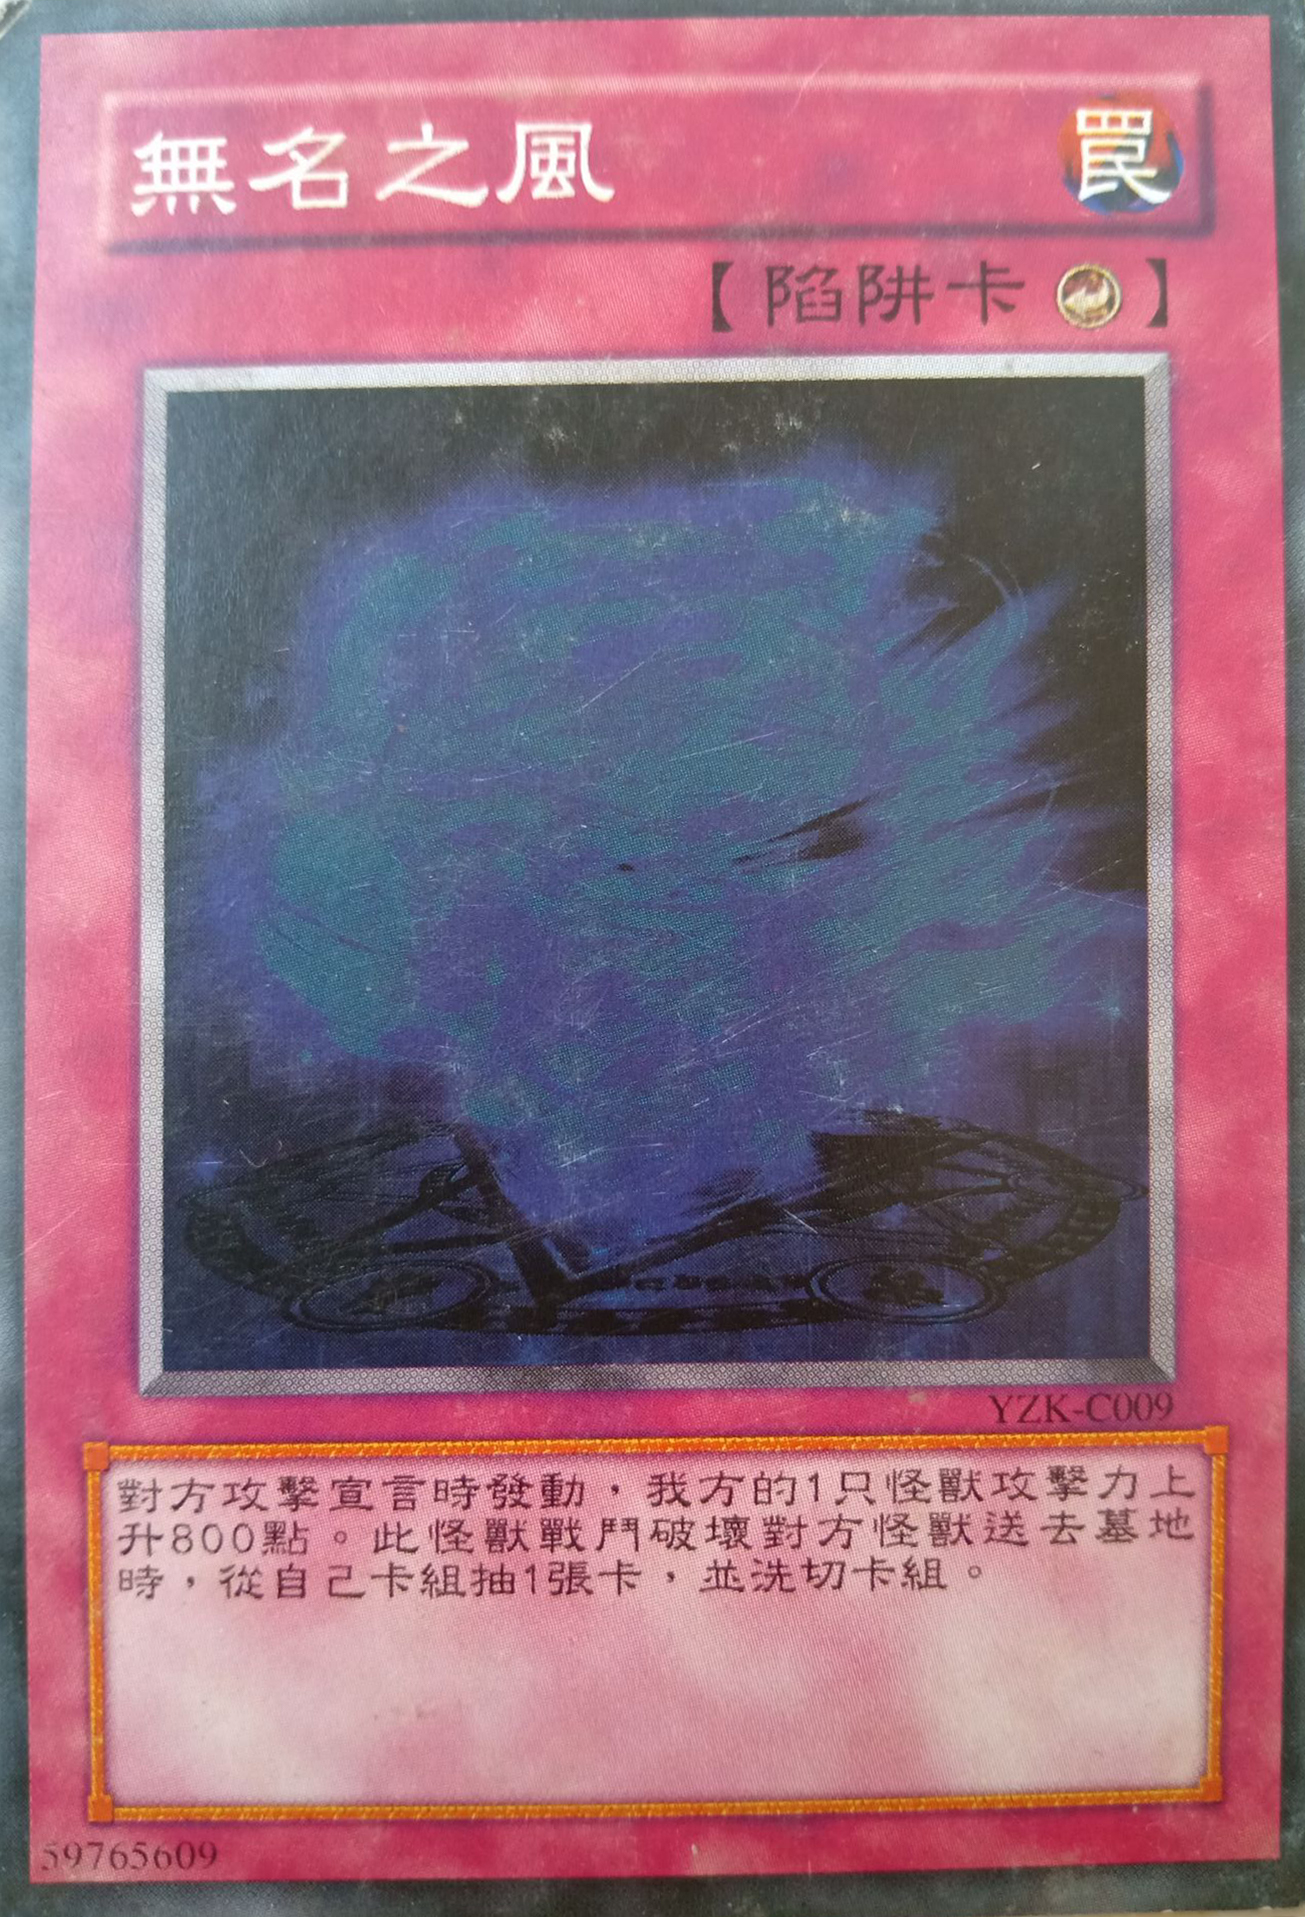 無名之風
罠
【陷阱卡】
YZK-C009
對方攻擊宣言時發動，我方的1只怪獸攻擊力上
升800點。此怪獸戰鬥破壞對方怪獸送去墓地
時，從自己卡組抽1張卡，並洗切卡組。
59765609